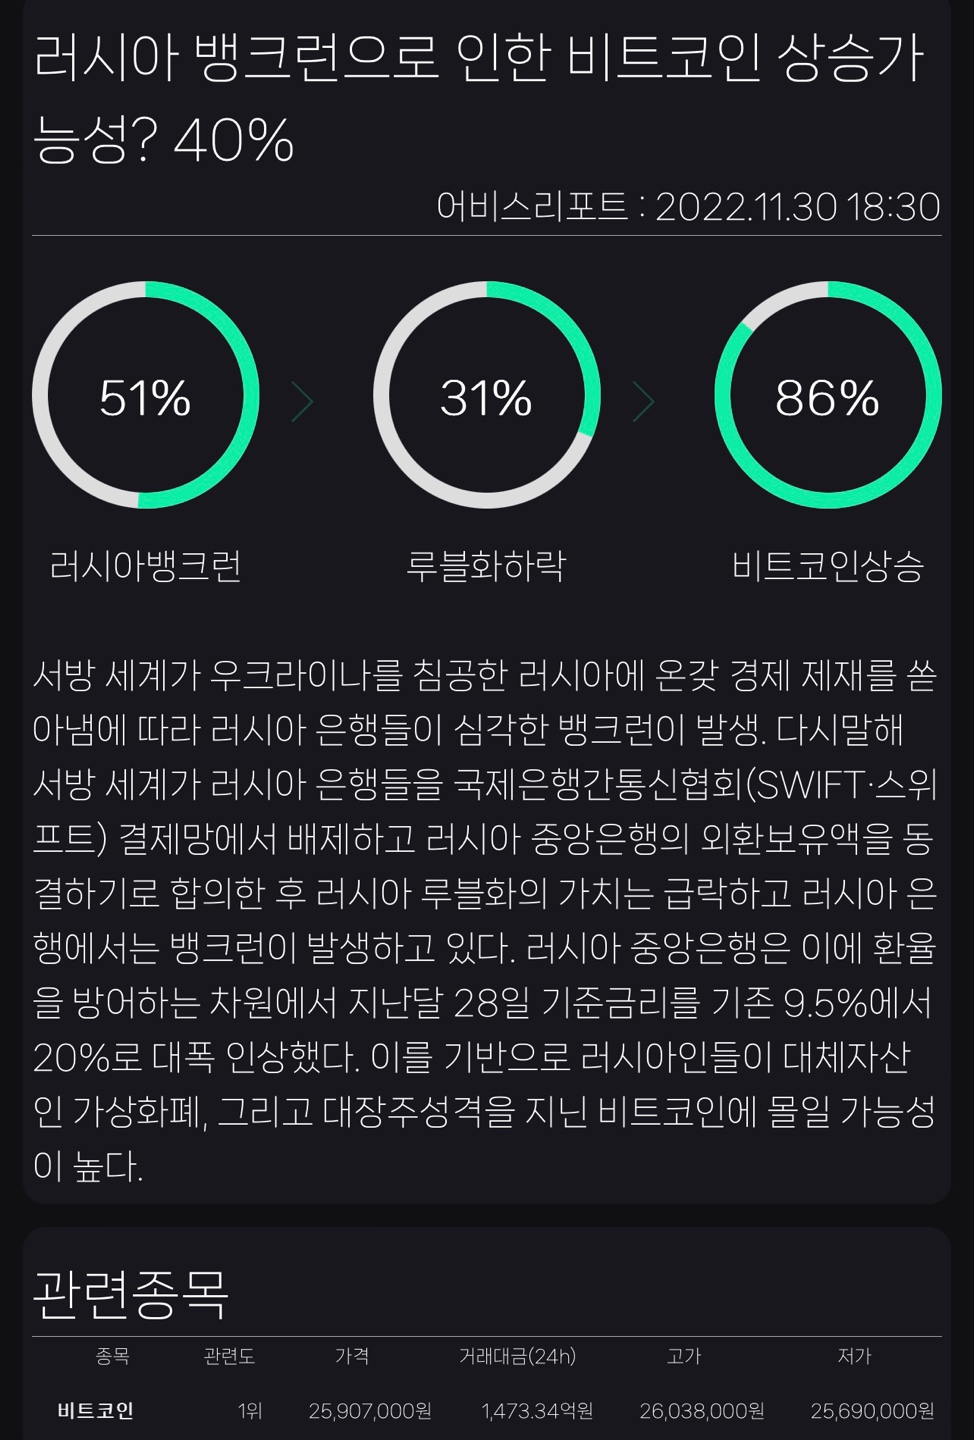 러시아 뱅크런으로 인한 비트코인 상승가
능성? 40%
어비스리포트 : 2022.11.30 18:30
51% 31% 86%
러시아뱅크런 루블화하락 비트코인상승
서방 세계가 우크라이나를 침공한 러시아에 온갖 경제 제재를 쏟
아냄에 따라 러시아 은행들이 심각한 뱅크런이 발생. 다시말해
서방 세계가 러시아 은행들을 국제은행간통신협회(SWIFT·스위
프트) 결제망에서 배제하고 러시아 중앙은행의 외환보유액을 동
결하기로 합의한 후 러시아 루블화의 가치는 급락하고 러시아 은
행에서는 뱅크런이 발생하고 있다. 러시아 중앙은행은 이에 환율
을 방어하는 차원에서 지난달 28일 기준금리를 기존 9.5%에서
20%로 대폭 인상했다. 이를 기반으로 러시아인들이 대체자산
인 가상화폐, 그리고 대장주성격을 지닌 비트코인에 몰일 가능성
이 높다.
관련종목
종목 관련도 가격 거래대금(24h) 고가 저가
비트코인 1위 25,907,000원 1,473.34억원 26,038,000원 25,690,000원